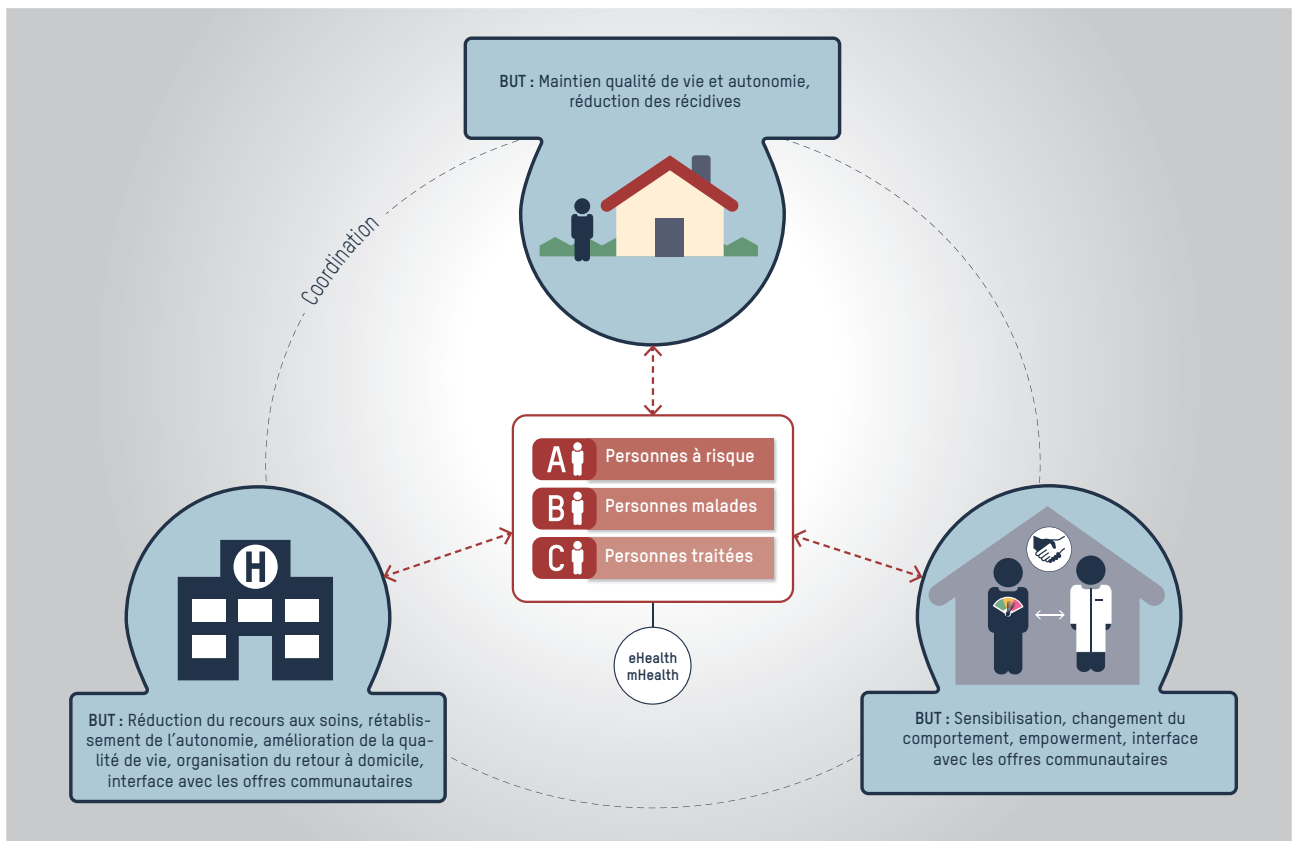 BUT : Maintien qualité de vie et autonomie,
réduction des récidives
Coordination
A Personnes à risque
B Personnes malades
C Personnes traitées
eHealth
mHealth
H
BUT : Réduction du recours aux soins, rétablis-
sement de l’autonomie, amélioration de la qua-
lité de vie, organisation du retour à domicile,
interface avec les offres communautaires
BUT : Sensibilisation, changement du
comportement, empowerment, interface
avec les offres communautaires